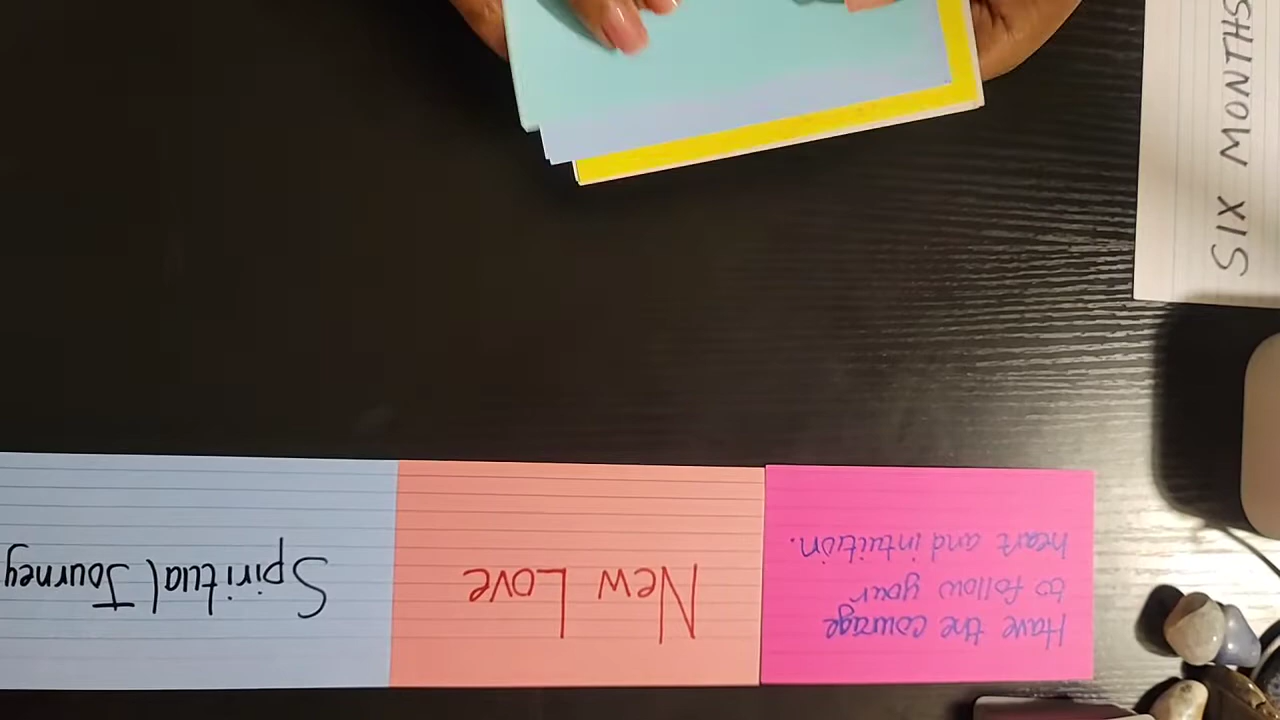 Have the courage
to follow your
heart and intuition.
New Love
Spiritual Journey
SIX MONTHS